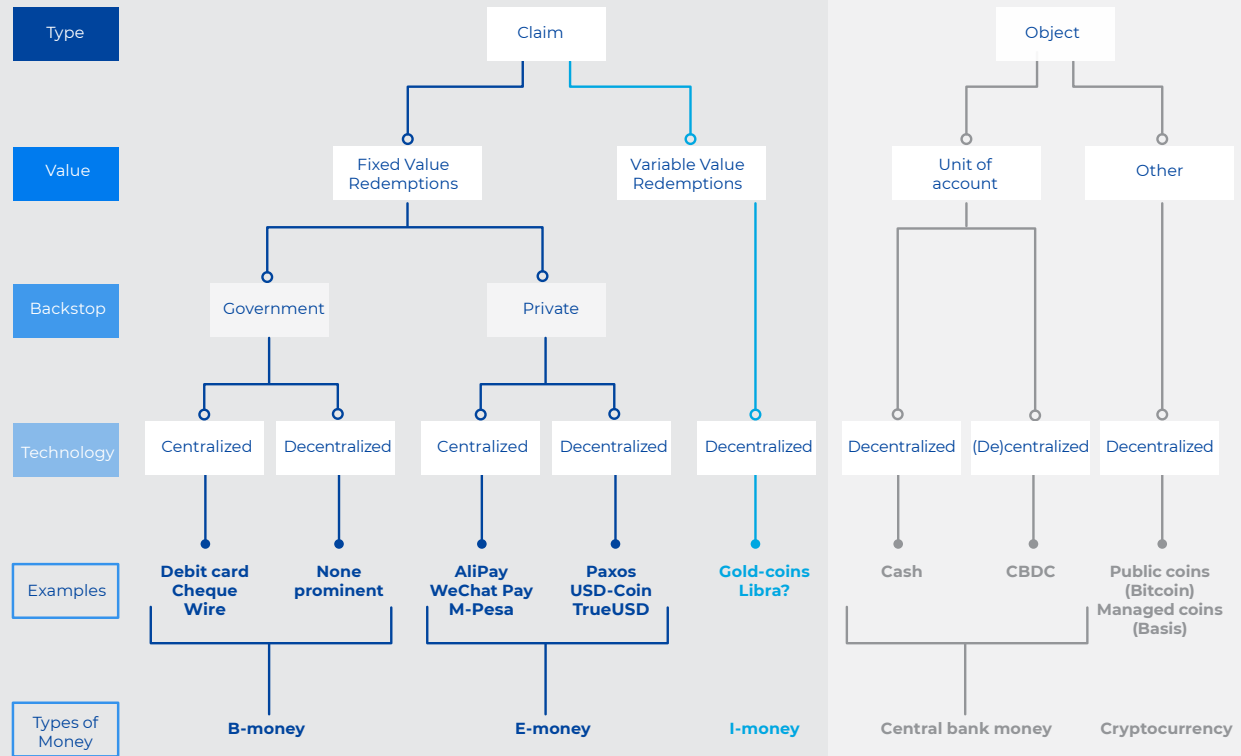 Type
Claim
Object
Value
Fixed Value
Redemptions
Variable Value
Redemptions
Unit of
account
Other
Backstop
Government
Private
Technology
Centralized
Decentralized
Centralized
Decentralized
Decentralized
Decentralized
(De)centralized
Decentralized
Examples
Debit card
Cheque
Wire
None
prominent
AliPay
WeChat Pay
M-Pesa
Paxos
USD-Coin
TrueUSD
Gold-coins
Libra?
Cash
CBDC
Public coins
(Bitcoin)
Managed coins
(Basis)
Types of
Money
B-money
E-money
I-money
Central bank money
Cryptocurrency